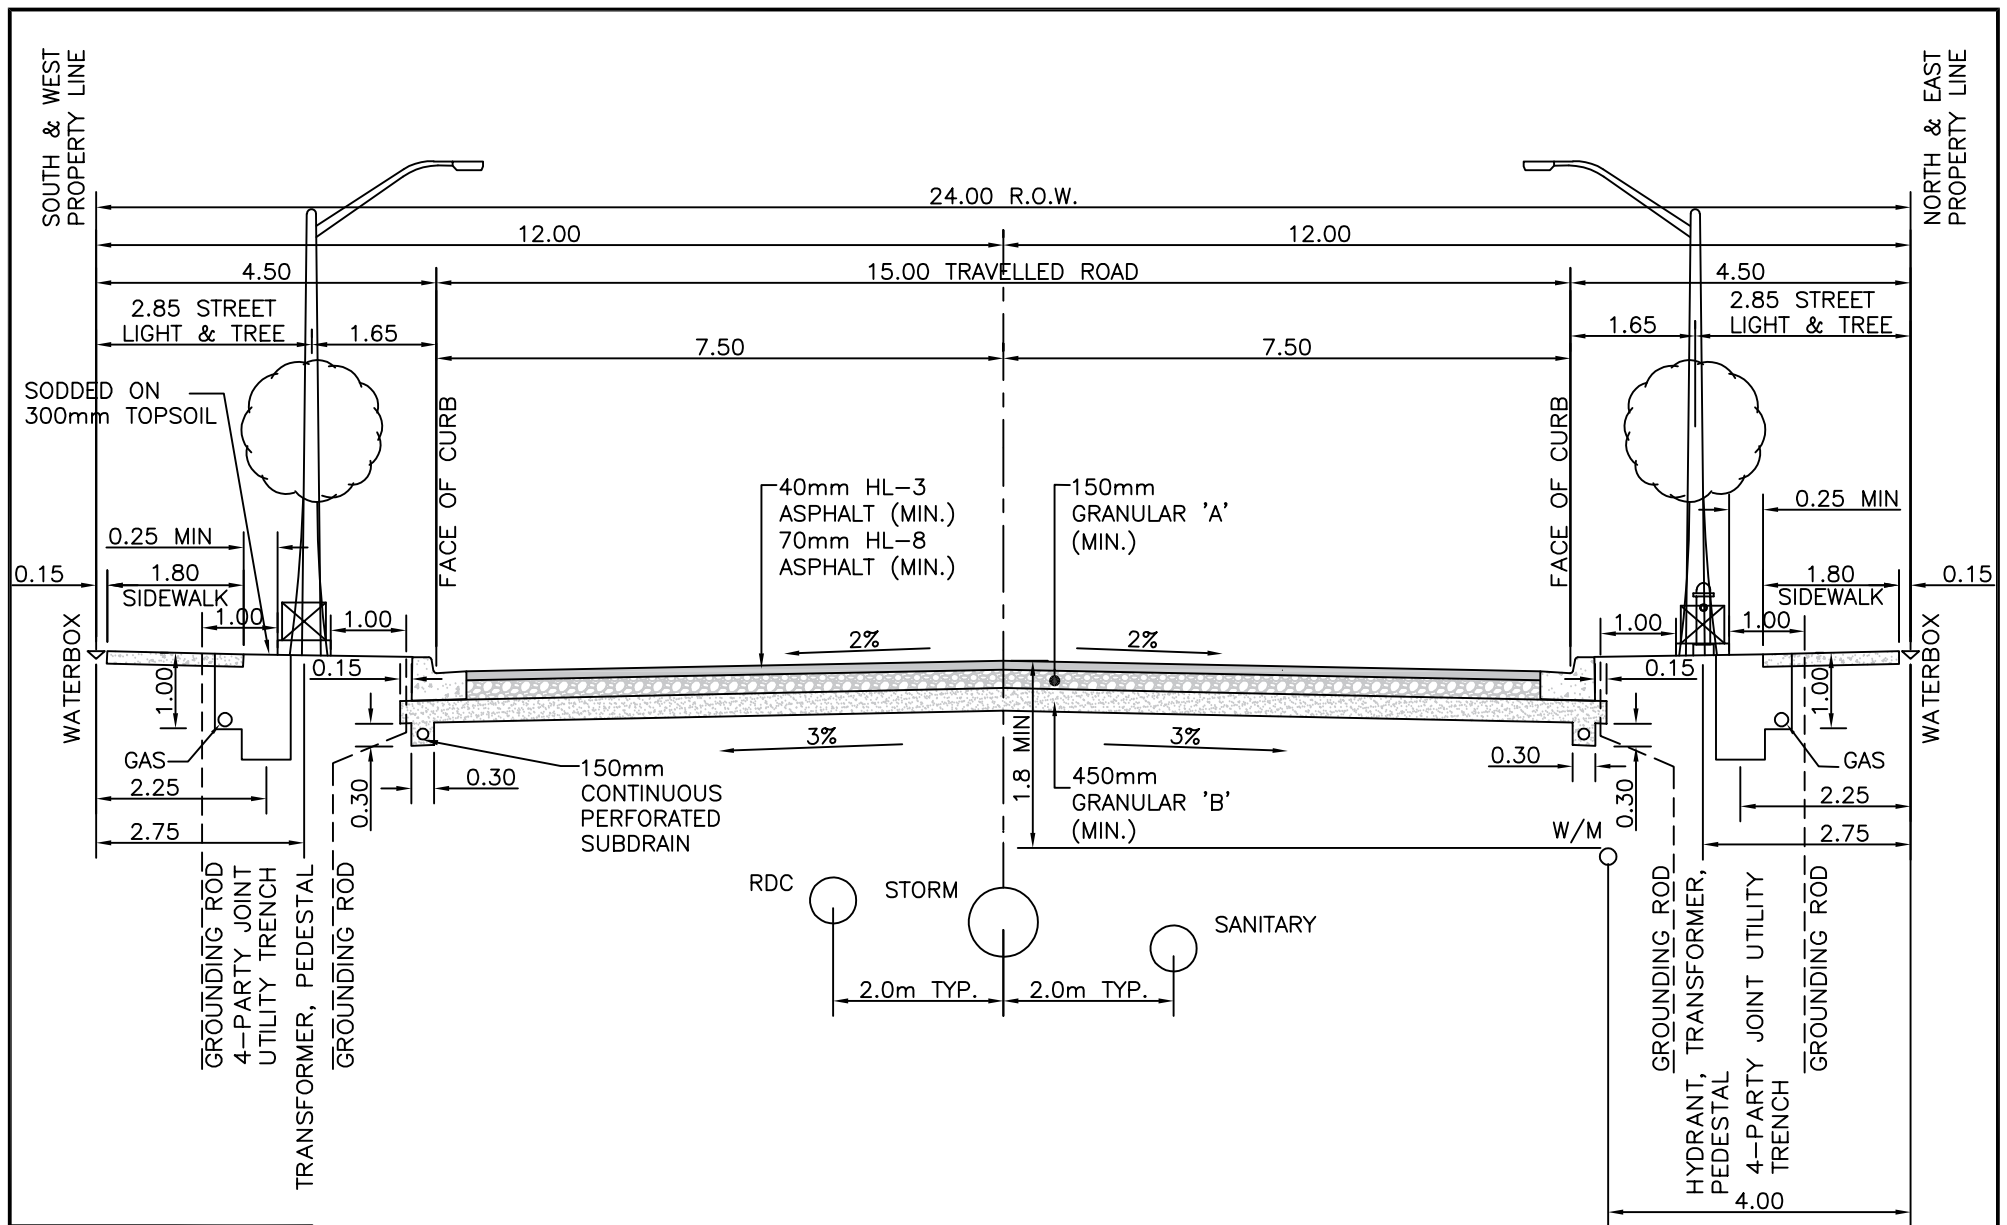 SOUTH & WEST
PROPERTY LINE
NORTH & EAST
PROPERTY LINE
24.00 R.O.W.
12.00
12.00
4.50
15.00 TRAVELLED ROAD
4.50
2.85 STREET
LIGHT & TREE
1.65
7.50
7.50
1.65
2.85 STREET
LIGHT & TREE
SODDED ON
300mm TOPSOIL
FACE OF CURB
FACE OF CURB
40mm HL-3
ASPHALT (MIN.)
70mm HL-8
ASPHALT (MIN.)
150mm
GRANULAR 'A'
(MIN.)
0.25 MIN
0.25 MIN
0.15
1.80
SIDEWALK
1.80
SIDEWALK
0.15
1.00
1.00
1.00
1.00
2%
2%
0.15
0.15
WATERBOX
1.00
1.00
WATERBOX
3%
3%
1.8 MIN
GAS
GAS
0.30
0.30
0.30
0.30
150mm
CONTINUOUS
PERFORATED
SUBDRAIN
450mm
GRANULAR 'B'
(MIN.)
2.25
2.25
2.75
2.75
W/M
RDC
STORM
SANITARY
2.0m TYP.
2.0m TYP.
GROUNDING ROD
4-PARTY JOINT
UTILITY TRENCH
TRANSFORMER, PEDESTAL
GROUNDING ROD
GROUNDING ROD
HYDRANT, TRANSFORMER,
PEDESTAL
4-PARTY JOINT UTILITY
TRENCH
GROUNDING ROD
4.00